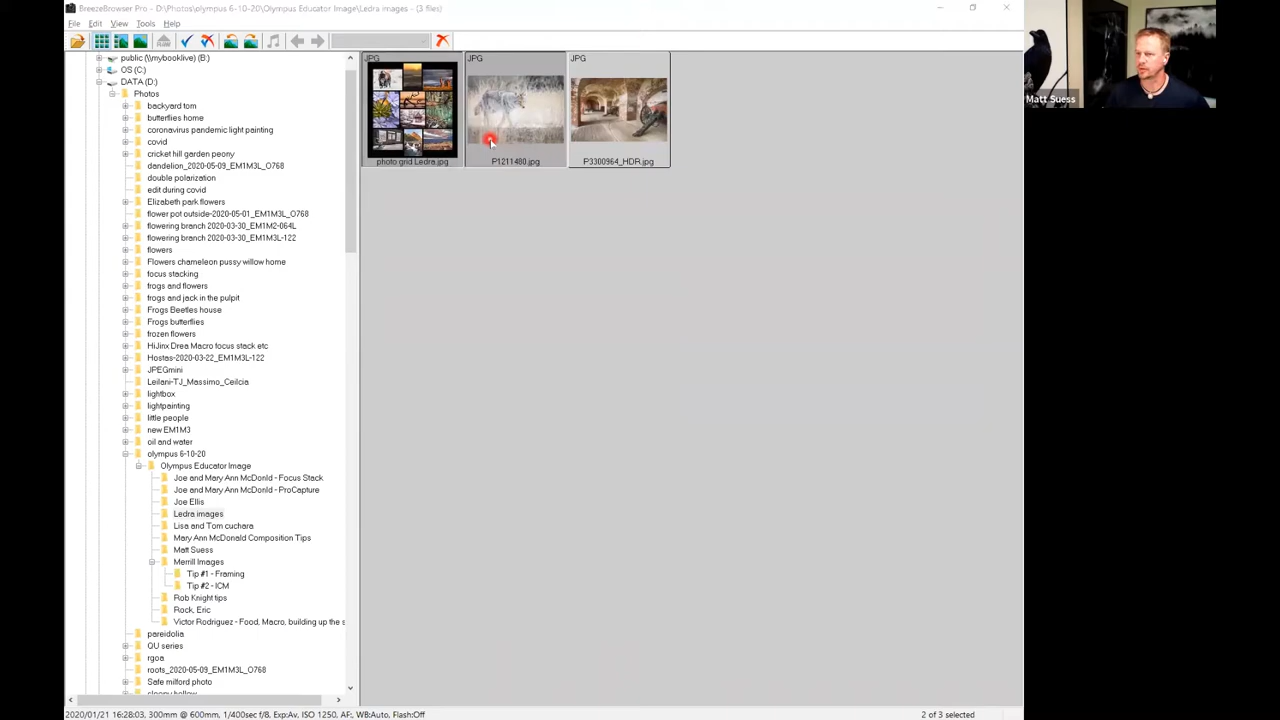 BreezeBrowser Pro - D:\Photos\olympus 6-10-20\Olympus Educator Image\Ledra images - (3 files)
File Edit View Tools Help
RAW
public (\\mybooklive) (B:)
OS (C:)
DATA (D:)
Photos
backyard tom
butterflies home
coronavirus pandemic light painting
covid
cricket hill garden peony
dandelion_2020-05-09_EM1M3L_O768
double polarization
edit during covid
Elizabeth park flowers
flower pot outside-2020-05-01_EM1M3L_O768
flowering branch 2020-03-30_EM1M2-064L
flowering branch 2020-03-30_EM1M3L-122
flowers
Flowers chameleon pussy willow home
focus stacking
frogs and flowers
frogs and jack in the pulpit
Frogs Beetles house
Frogs butterflies
frozen flowers
HiJinx Drea Macro focus stack etc
Hostas-2020-03-22_EM1M3L-122
JPEGmini
Leilani-TJ_Massimo_Ceilcia
lightbox
lightpainting
little people
new EM1M3
oil and water
olympus 6-10-20
Olympus Educator Image
Joe and Mary Ann McDonld - Focus Stack
Joe and Mary Ann McDonld - ProCapture
Joe Ellis
Ledra images
Lisa and Tom cuchara
Mary Ann McDonald Composition Tips
Matt Suess
Merrill Images
Tip #1 - Framing
Tip #2 - ICM
Rob Knight tips
Rock, Eric
Victor Rodriguez - Food, Macro, building up the s
pareidolia
QU series
rgoa
roots_2020-05-09_EM1M3L_O768
Safe milford photo
sleepy hollow
JPG JPG JPG
photo grid Ledra.jpg P1211480.jpg P3300964_HDR.jpg
Matt Suess
2020/01/21 16:28:03, 300mm @ 600mm, 1/400sec f/8, Exp:Av, ISO 1250, AF:, WB:Auto, Flash:Off 2 of 3 selected